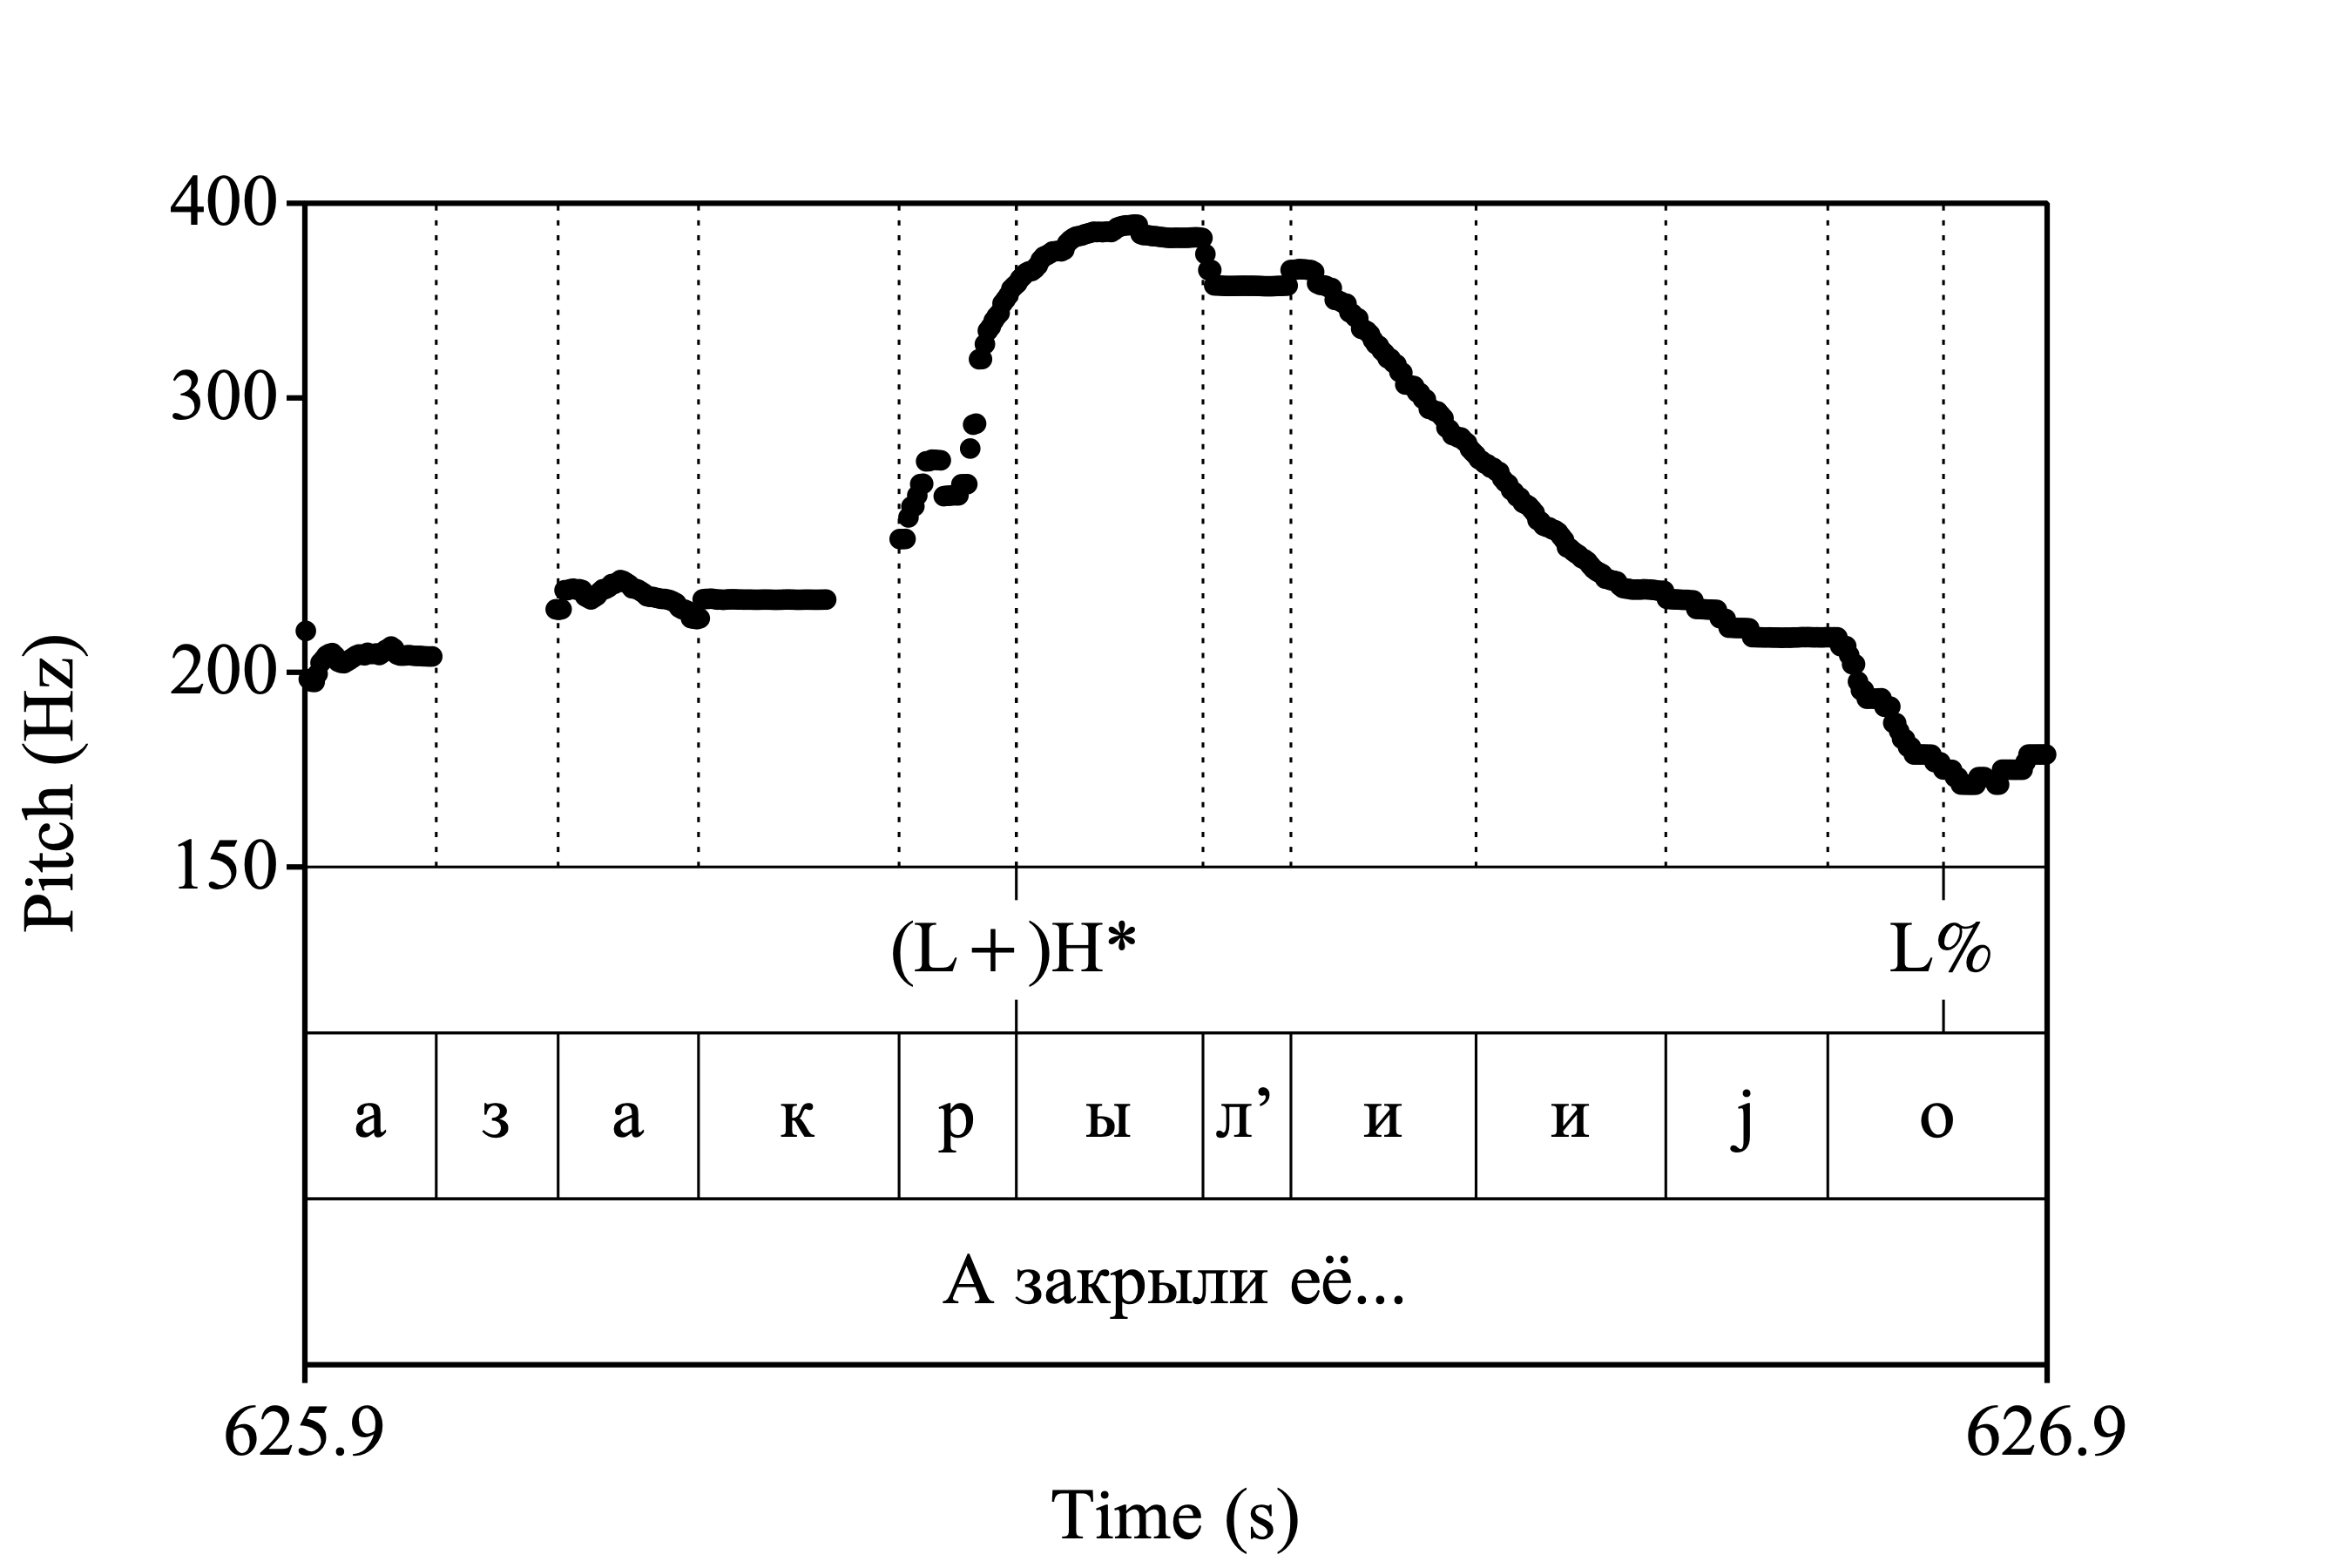 400
300
200
150
Pitch (Hz)
(L+)H* L%
а з а к р ы л’ и и j о
А закрыли её...
625.9 626.9
Time (s)